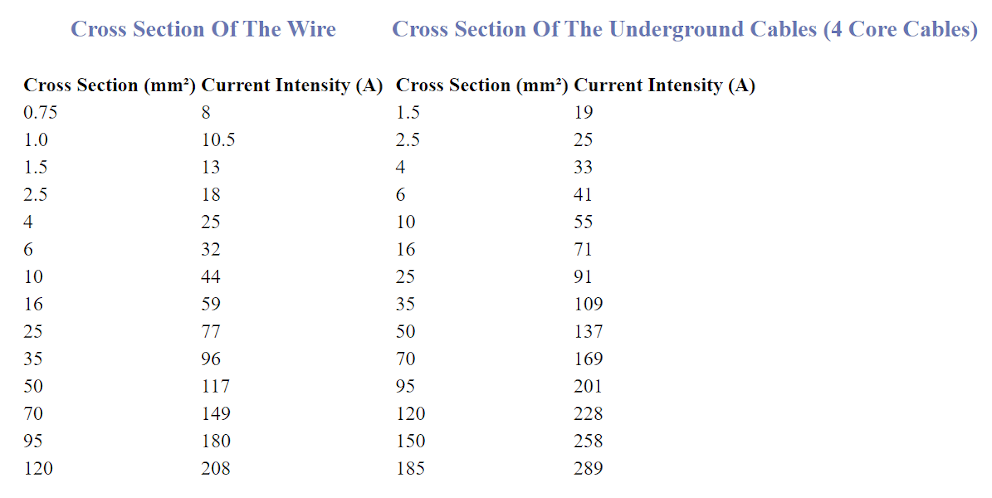 Cross Section Of The Wire Cross Section Of The Underground Cables (4 Core Cables)
Cross Section (mm²) Current Intensity (A) Cross Section (mm²) Current Intensity (A)
0.75 8 1.5 19
1.0 10.5 2.5 25
1.5 13 4 33
2.5 18 6 41
4 25 10 55
6 32 16 71
10 44 25 91
16 59 35 109
25 77 50 137
35 96 70 169
50 117 95 201
70 149 120 228
95 180 150 258
120 208 185 289